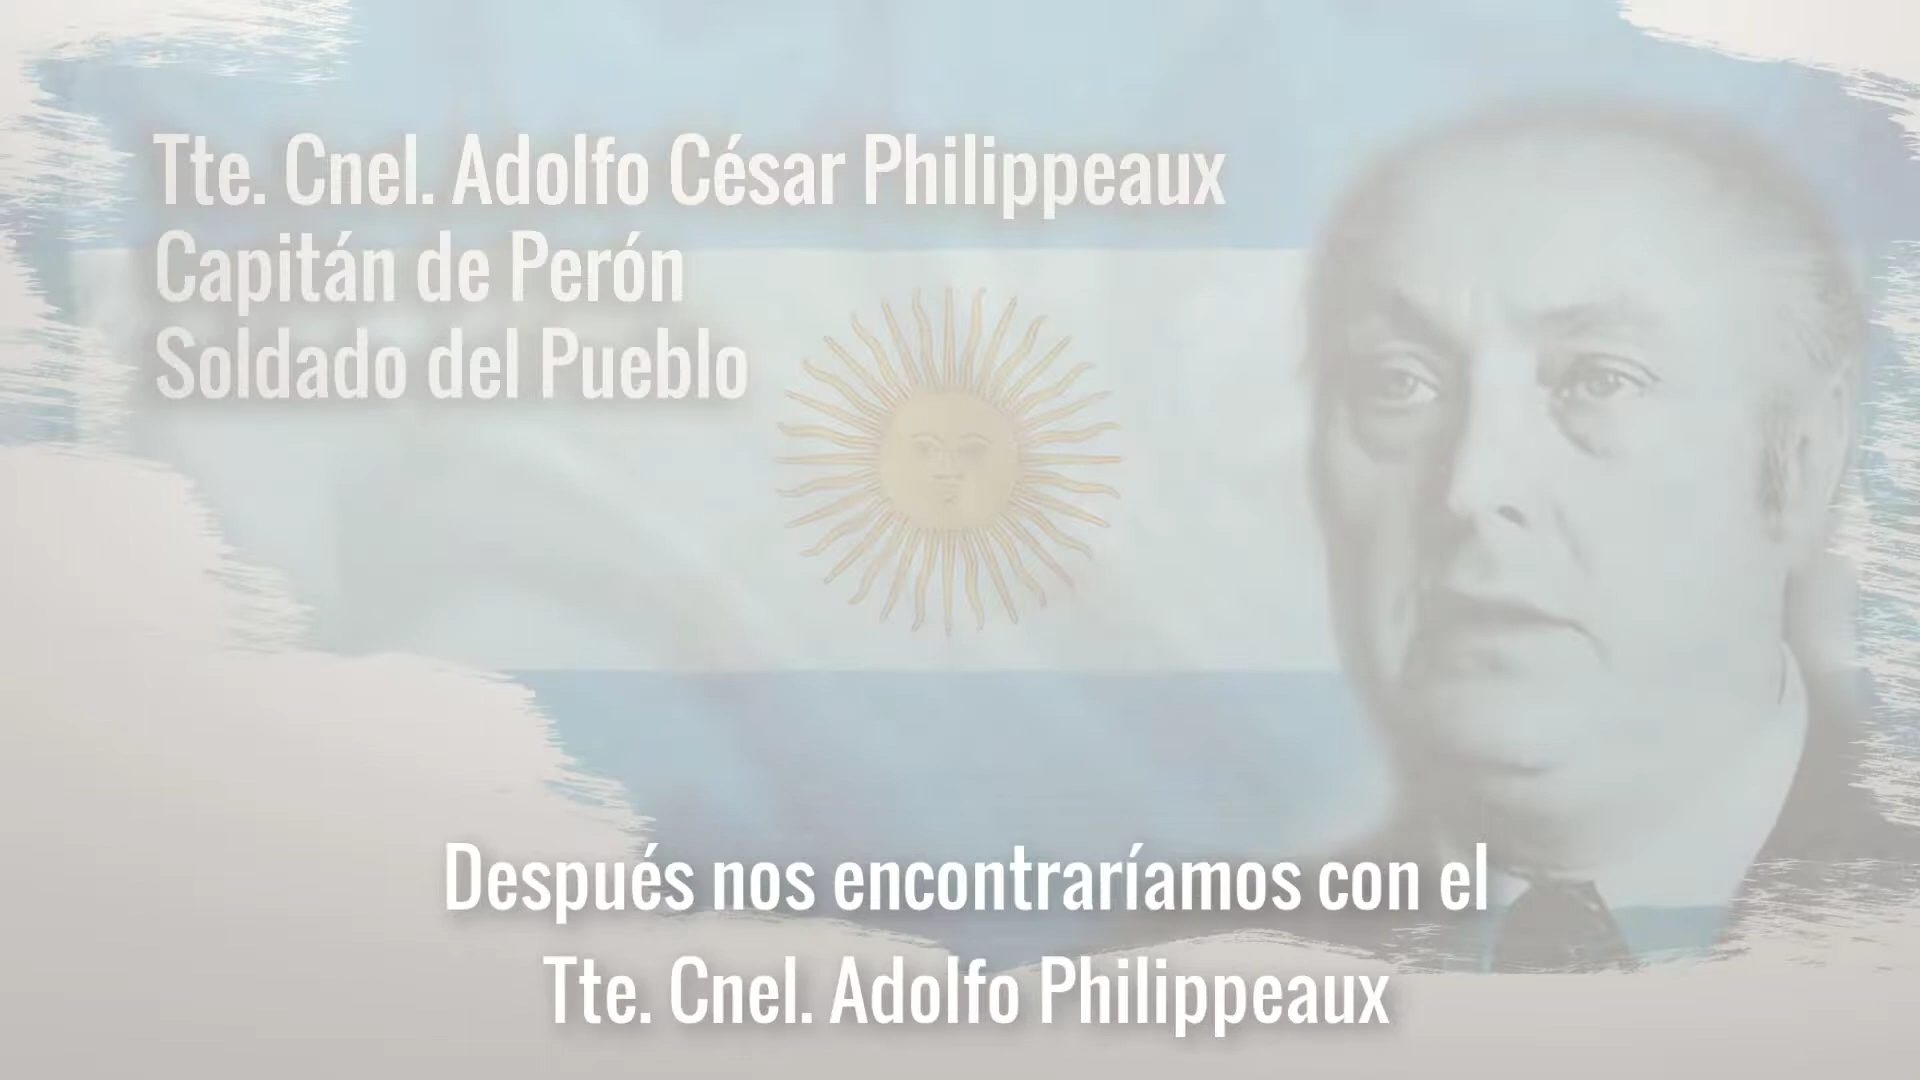 Tte. Cnel. Adolfo César Philippeaux
Capitán de Perón
Soldado del Pueblo
Después nos encontraríamos con el
Tte. Cnel. Adolfo Philippeaux